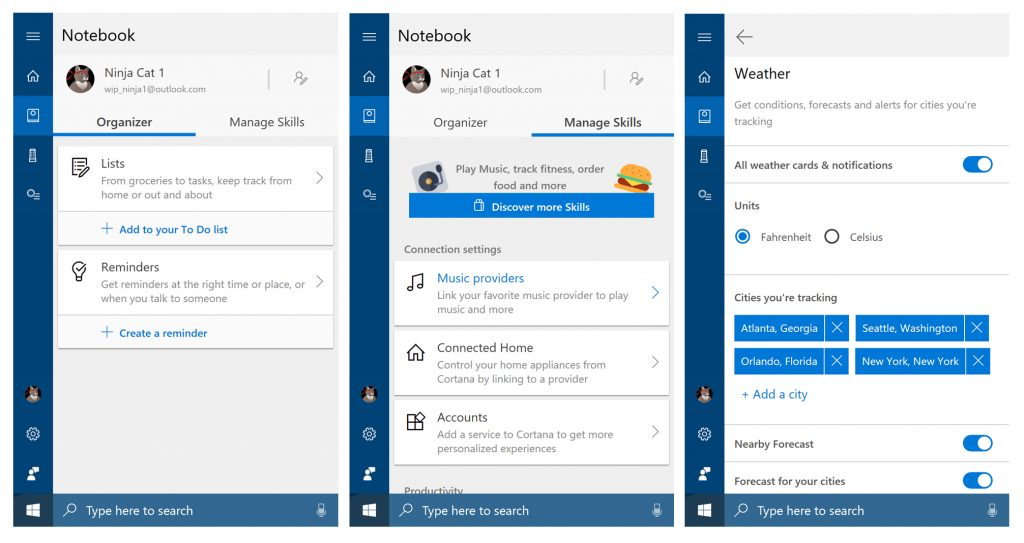 Notebook
Ninja Cat 1
wip_ninja1@outlook.com
Organizer
Manage Skills
Lists
From groceries to tasks, keep track from
home or out and about
+ Add to your To Do list
Reminders
Get reminders at the right time or place, or
when you talk to someone
+ Create a reminder
Type here to search
Notebook
Ninja Cat 1
wip_ninja1@outlook.com
Organizer
Manage Skills
Play Music, track fitness, order
food and more
Discover more Skills
Connection settings
Music providers
Link your favorite music provider to play
music and more
Connected Home
Control your home appliances from
Cortana by linking to a provider
Accounts
Add a service to Cortana to get more
personalized experiences
Productivity
Type here to search
Weather
Get conditions, forecasts and alerts for cities you're
tracking
All weather cards & notifications
Units
Fahrenheit
Celsius
Cities you're tracking
Atlanta, Georgia
Seattle, Washington
Orlando, Florida
New York, New York
+ Add a city
Nearby Forecast
Forecast for your cities
Type here to search